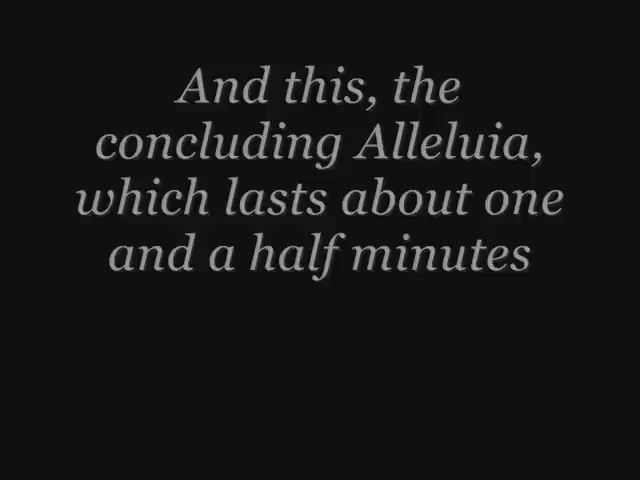 And this, the
concluding Alleluia,
which lasts about one
and a half minutes